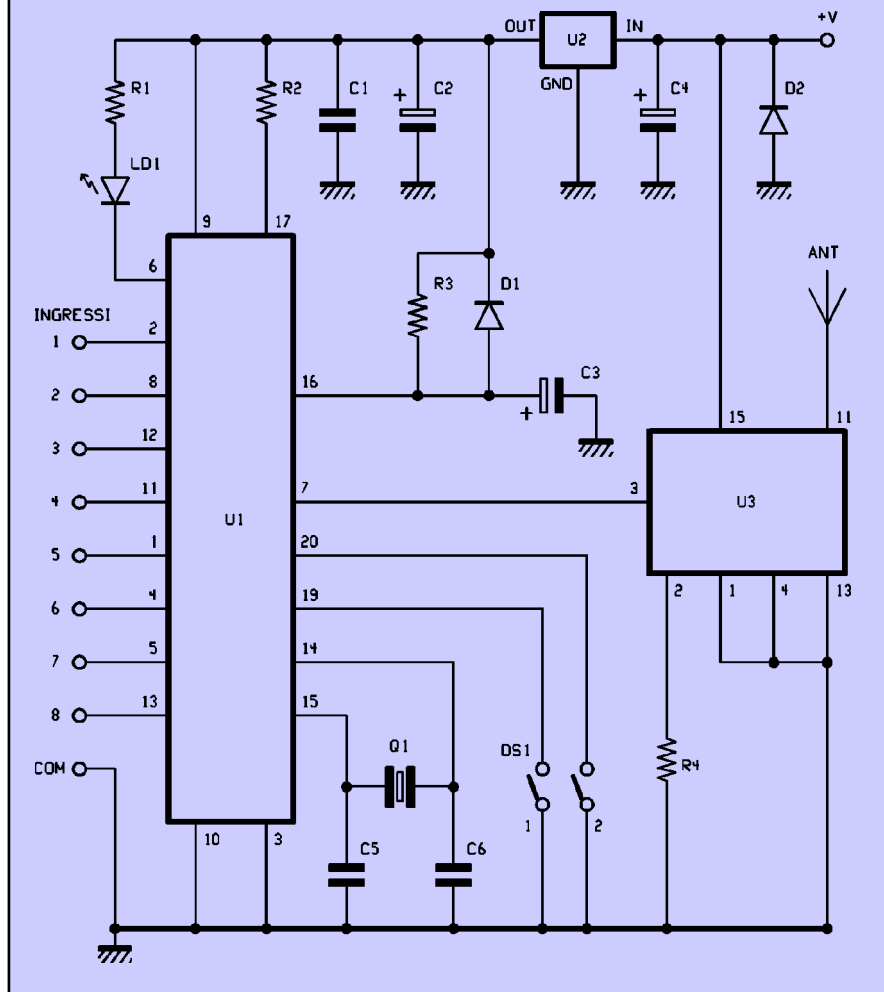 +V
OUT
U2
IN
GND
R1
R2
C1
+
C2
+
C4
D2
LD1
9
17
6
ANT
INGRESSI
R3
D1
1
2
2
8
16
C3
+
3
12
15
11
4
11
7
3
U1
U3
5
1
20
6
4
19
2
1
4
13
7
5
14
8
13
15
COM
Q1
DS1
R4
10
3
1
2
C5
C6